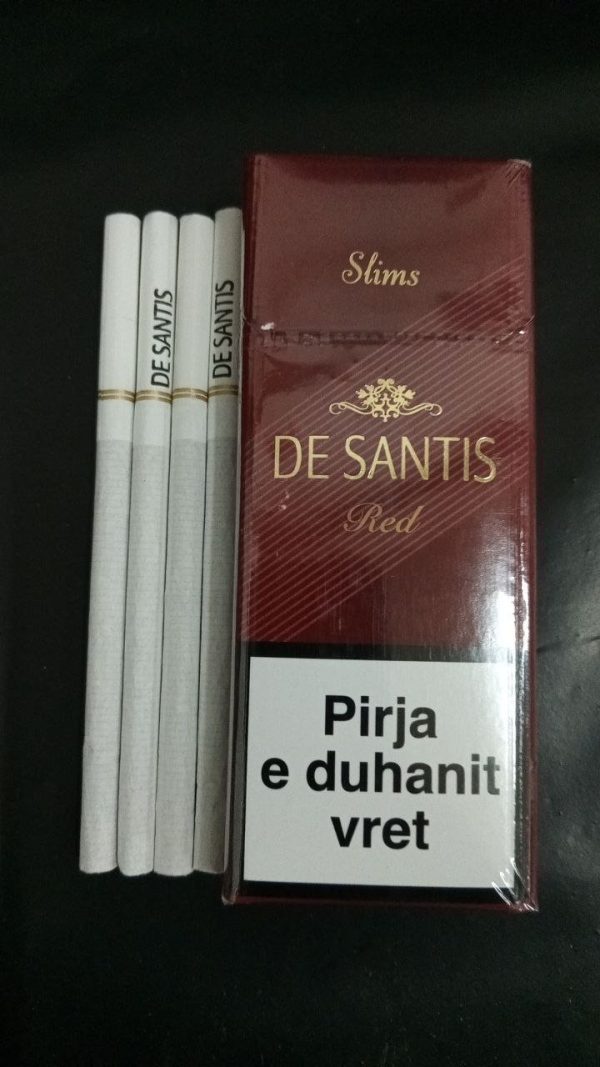 Slims
DE SANTIS
Red
Pirja
e duhanit
vret
DE SANTIS
DE SANTIS